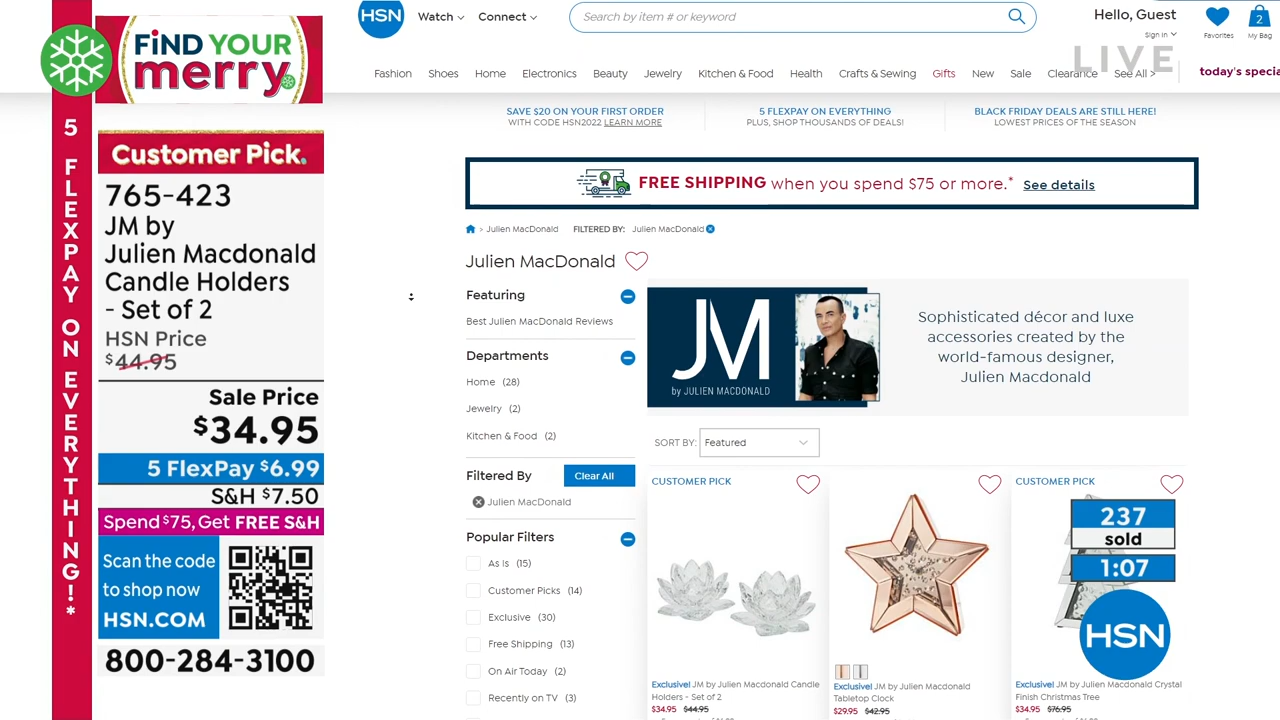 FiND YOUR
merry
5 FLEXPAY ON EVERYTHING!*
Customer Pick.
765-423
JM by
Julien Macdonald
Candle Holders
- Set of 2
HSN Price
$44.95
Sale Price
$34.95
5 FlexPay $6.99
S&H $7.50
Spend $75, Get FREE S&H
Scan the code
to shop now
HSN.COM
800-284-3100
HSN
Watch
Connect
Search by item # or keyword
Hello, Guest
Sign In
Favorites
2
My Bag
LIVE
Fashion
Shoes
Home
Electronics
Beauty
Jewelry
Kitchen & Food
Health
Crafts & Sewing
Gifts
New
Sale
Clearance
See All >
today's specia
SAVE $20 ON YOUR FIRST ORDER
WITH CODE HSN2022 LEARN MORE
5 FLEXPAY ON EVERYTHING
PLUS, SHOP THOUSANDS OF DEALS!
BLACK FRIDAY DEALS ARE STILL HERE!
LOWEST PRICES OF THE SEASON
FREE SHIPPING when you spend $75 or more.* See details
> Julien MacDonald FILTERED BY: Julien MacDonald
Julien MacDonald
Featuring
Best Julien MacDonald Reviews
Departments
Home (28)
Jewelry (2)
Kitchen & Food (2)
Filtered By
Clear All
Julien MacDonald
Popular Filters
As Is (15)
Customer Picks (14)
Exclusive (30)
Free Shipping (13)
On Air Today (2)
Recently on TV (3)
JM
by JULIEN MACDONALD
Sophisticated décor and luxe
accessories created by the
world-famous designer,
Julien Macdonald
SORT BY: Featured
CUSTOMER PICK
Exclusive! JM by Julien Macdonald Candle
Holders - Set of 2
$34.95 $44.95
Exclusive! JM by Julien Macdonald
Tabletop Clock
$29.95 $42.95
CUSTOMER PICK
237
sold
1:07
HSN
Exclusive! JM by Julien Macdonald Crystal
Finish Christmas Tree
$34.95 $76.95